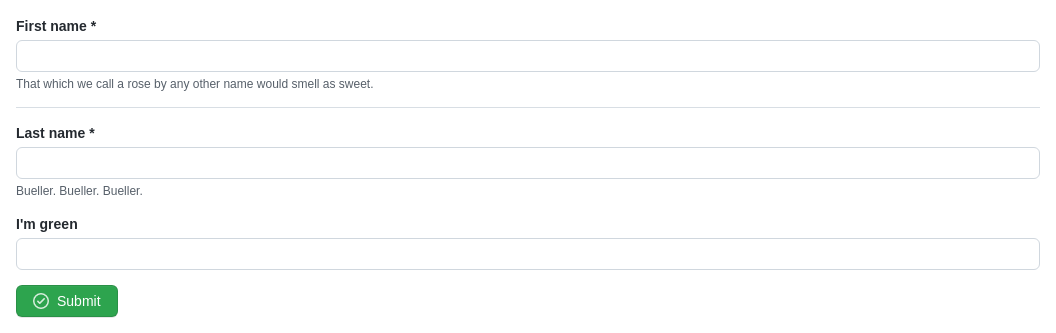 First name *
That which we call a rose by any other name would smell as sweet.
Last name *
Bueller. Bueller. Bueller.
I'm green
Submit